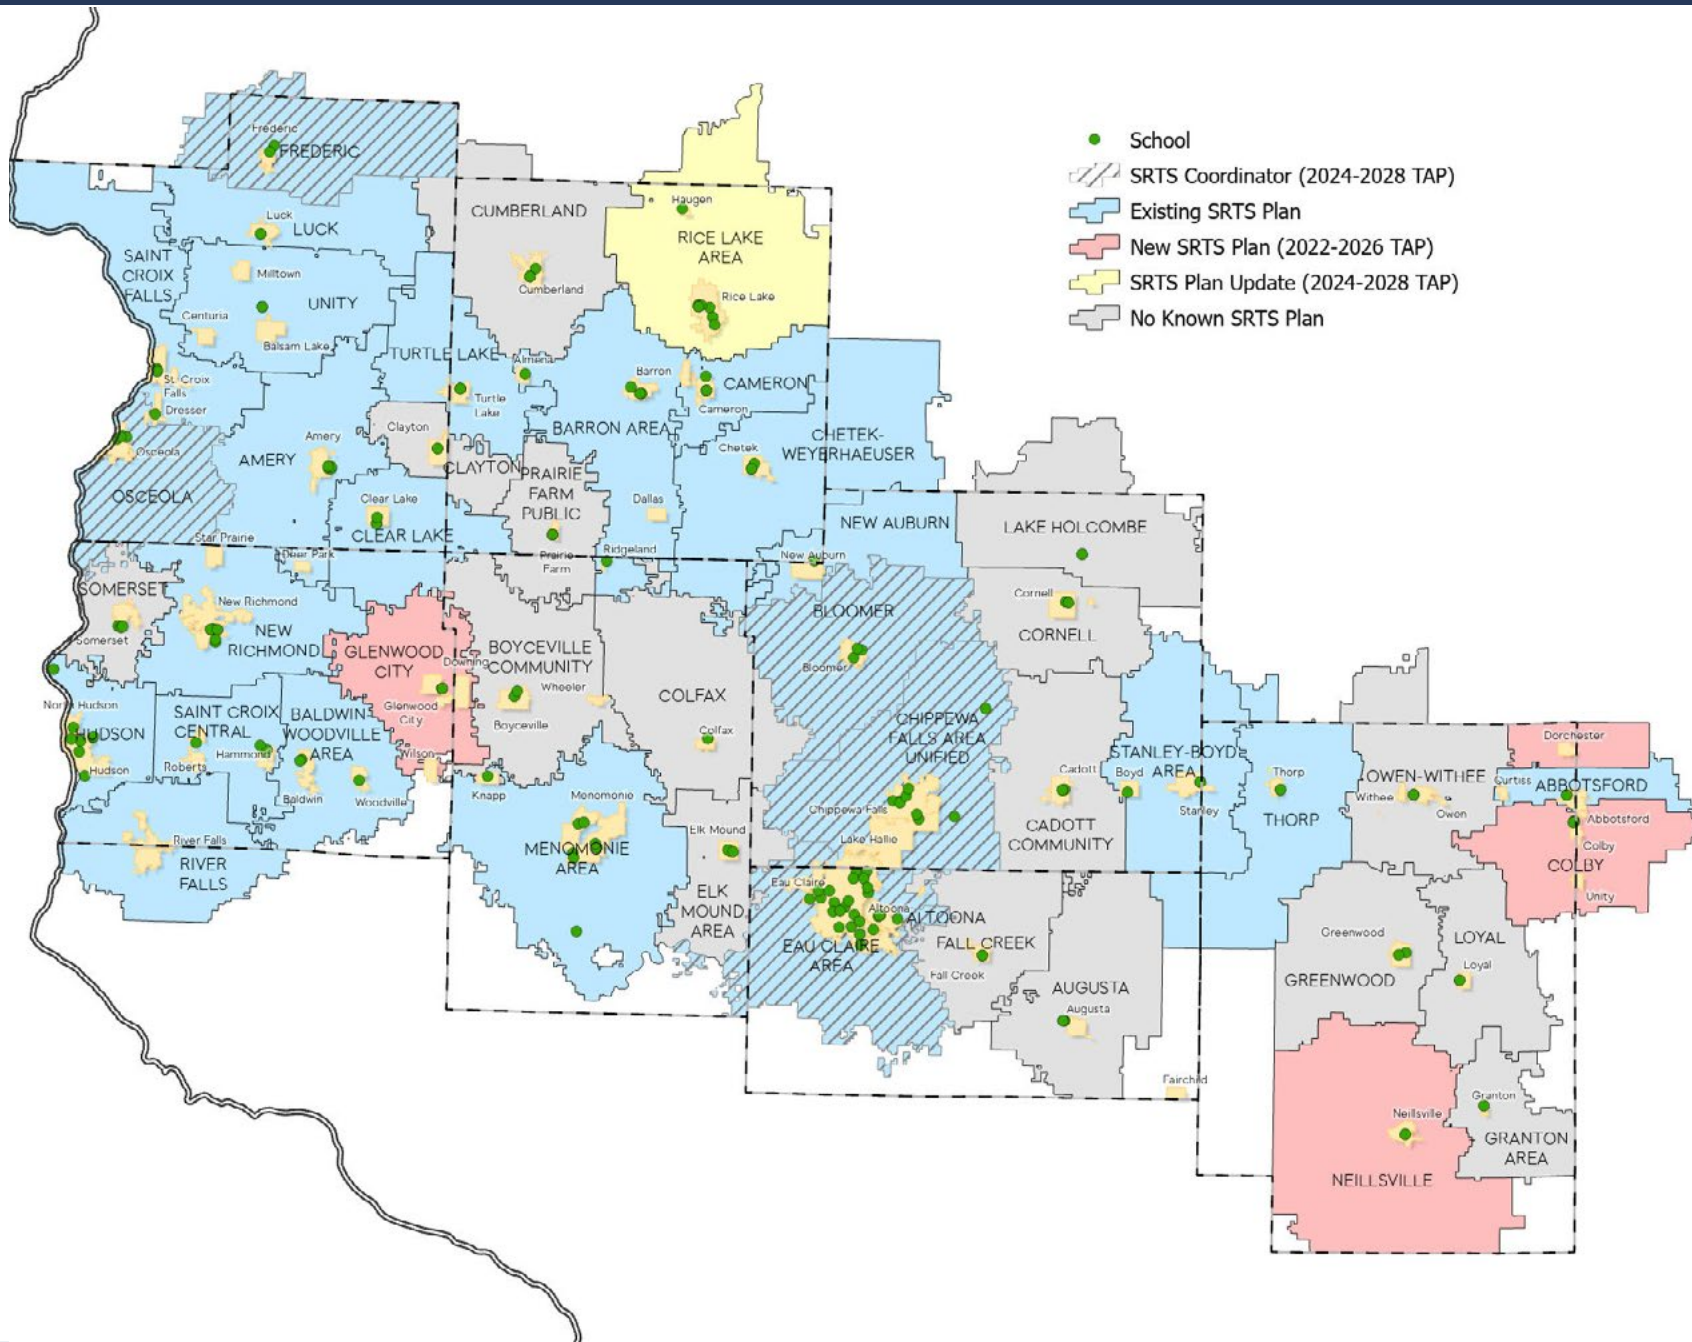 School
SRTS Coordinator (2024-2028 TAP)
Existing SRTS Plan
New SRTS Plan (2022-2026 TAP)
SRTS Plan Update (2024-2028 TAP)
No Known SRTS Plan
Frederic
FREDERIC
Luck
LUCK
SAINT
CROIX
FALLS
Milltown
UNITY
Centuria
Balsam Lake
St. Croix
Falls
Dresser
Osceola
OSCEOLA
Amery
AMERY
Clear Lake
CLEAR LAKE
Clayton
CLAYTON
TURTLE LAKE
Turtle
Lake
Almena
CUMBERLAND
Cumberland
Haugen
RICE LAKE
AREA
Rice Lake
Barron
BARRON AREA
CAMERON
Cameron
CHETEK-
WEYERHAEUSER
Chetek
PRAIRIE
FARM
PUBLIC
Dallas
Prairie
Farm
Ridgeland
Star Prairie
Deer Park
SOMERSET
Somerset
New Richmond
NEW
RICHMOND
GLENWOOD
CITY
Downing
Glenwood
City
Wilson
BOYCEVILLE
COMMUNITY
Wheeler
Boyceville
COLFAX
Colfax
North Hudson
HUDSON
Hudson
SAINT CROIX
CENTRAL
Roberts
Hammond
BALDWIN-
WOODVILLE
AREA
Baldwin
Woodville
River Falls
RIVER
FALLS
Knapp
Menomonie
MENOMONIE
AREA
Elk Mound
ELK
MOUND
AREA
NEW AUBURN
New Auburn
BLOOMER
Bloomer
LAKE HOLCOMBE
Cornell
CORNELL
CHIPPEWA
FALLS AREA
UNIFIED
Chippewa Falls
Lake Hallie
Cadott
CADOTT
COMMUNITY
STANLEY-BOYD
AREA
Boyd
Stanley
Thorp
THORP
OWEN-WITHEE
Withee
Owen
Curtiss
Dorchester
ABBOTSFORD
Abbotsford
Colby
COLBY
Unity
Eau Claire
EAU CLAIRE
AREA
Altoona
ALTOONA
FALL CREEK
Fall Creek
AUGUSTA
Augusta
Fairchild
Greenwood
GREENWOOD
LOYAL
Loyal
Neillsville
NEILLSVILLE
Granton
GRANTON
AREA